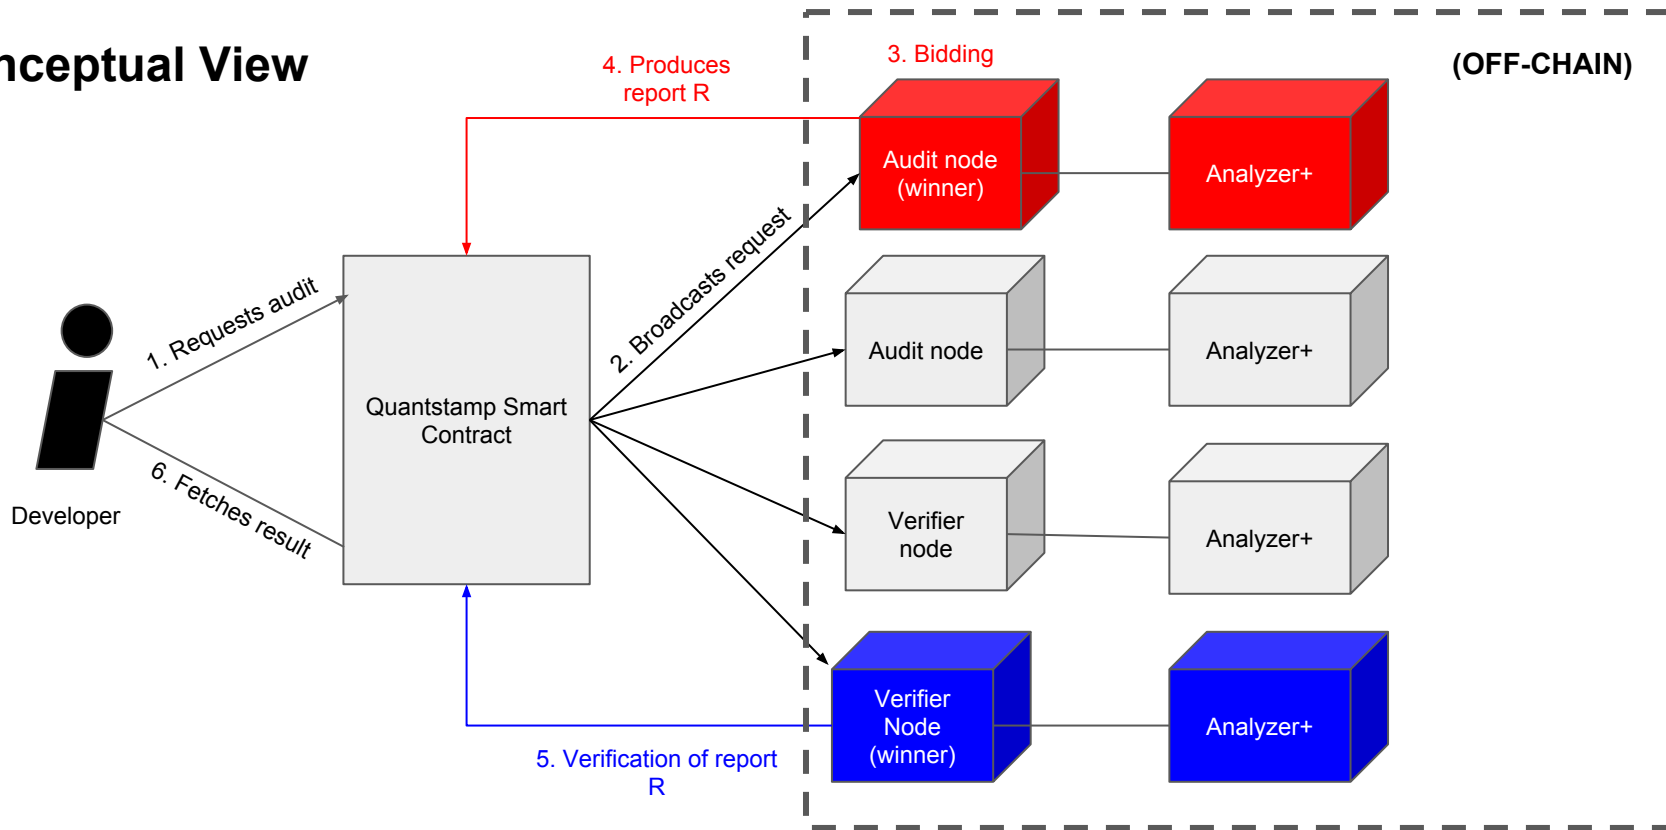 nceptual View
(OFF-CHAIN)
3. Bidding
4. Produces
report R
Audit node
(winner)
Analyzer+
2. Broadcasts request
1. Requests audit
Audit node
Analyzer+
Quantstamp Smart
Contract
6. Fetches result
Developer
Verifier
node
Analyzer+
Verifier
Node
(winner)
Analyzer+
5. Verification of report
R